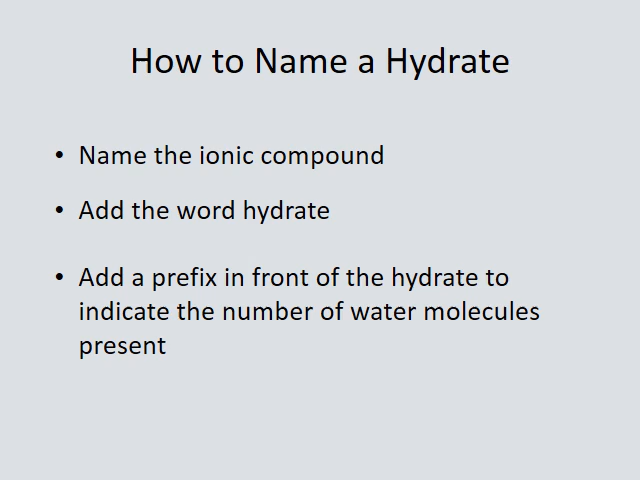 How to Name a Hydrate
• Name the ionic compound
• Add the word hydrate
• Add a prefix in front of the hydrate to
indicate the number of water molecules
present